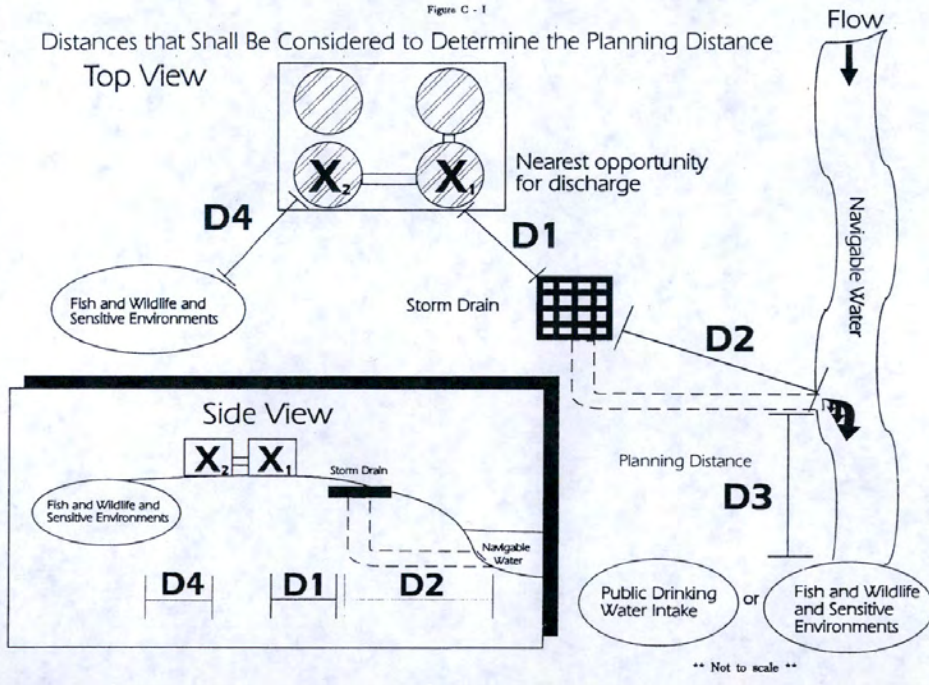 Figure C - I
Distances that Shall Be Considered to Determine the Planning Distance
Flow
Top View
X2
X1
Nearest opportunity
for discharge
D4
D1
Fish and Wildlife and
Sensitive Environments
Storm Drain
D2
Navigable Water
Side View
X2
X1
Storm Drain
Fish and Wildlife and
Sensitive Environments
Navigable
Water
D4
D1
D2
Planning Distance
D3
Public Drinking
Water Intake
or
Fish and Wildlife
and Sensitive
Environments
** Not to scale **